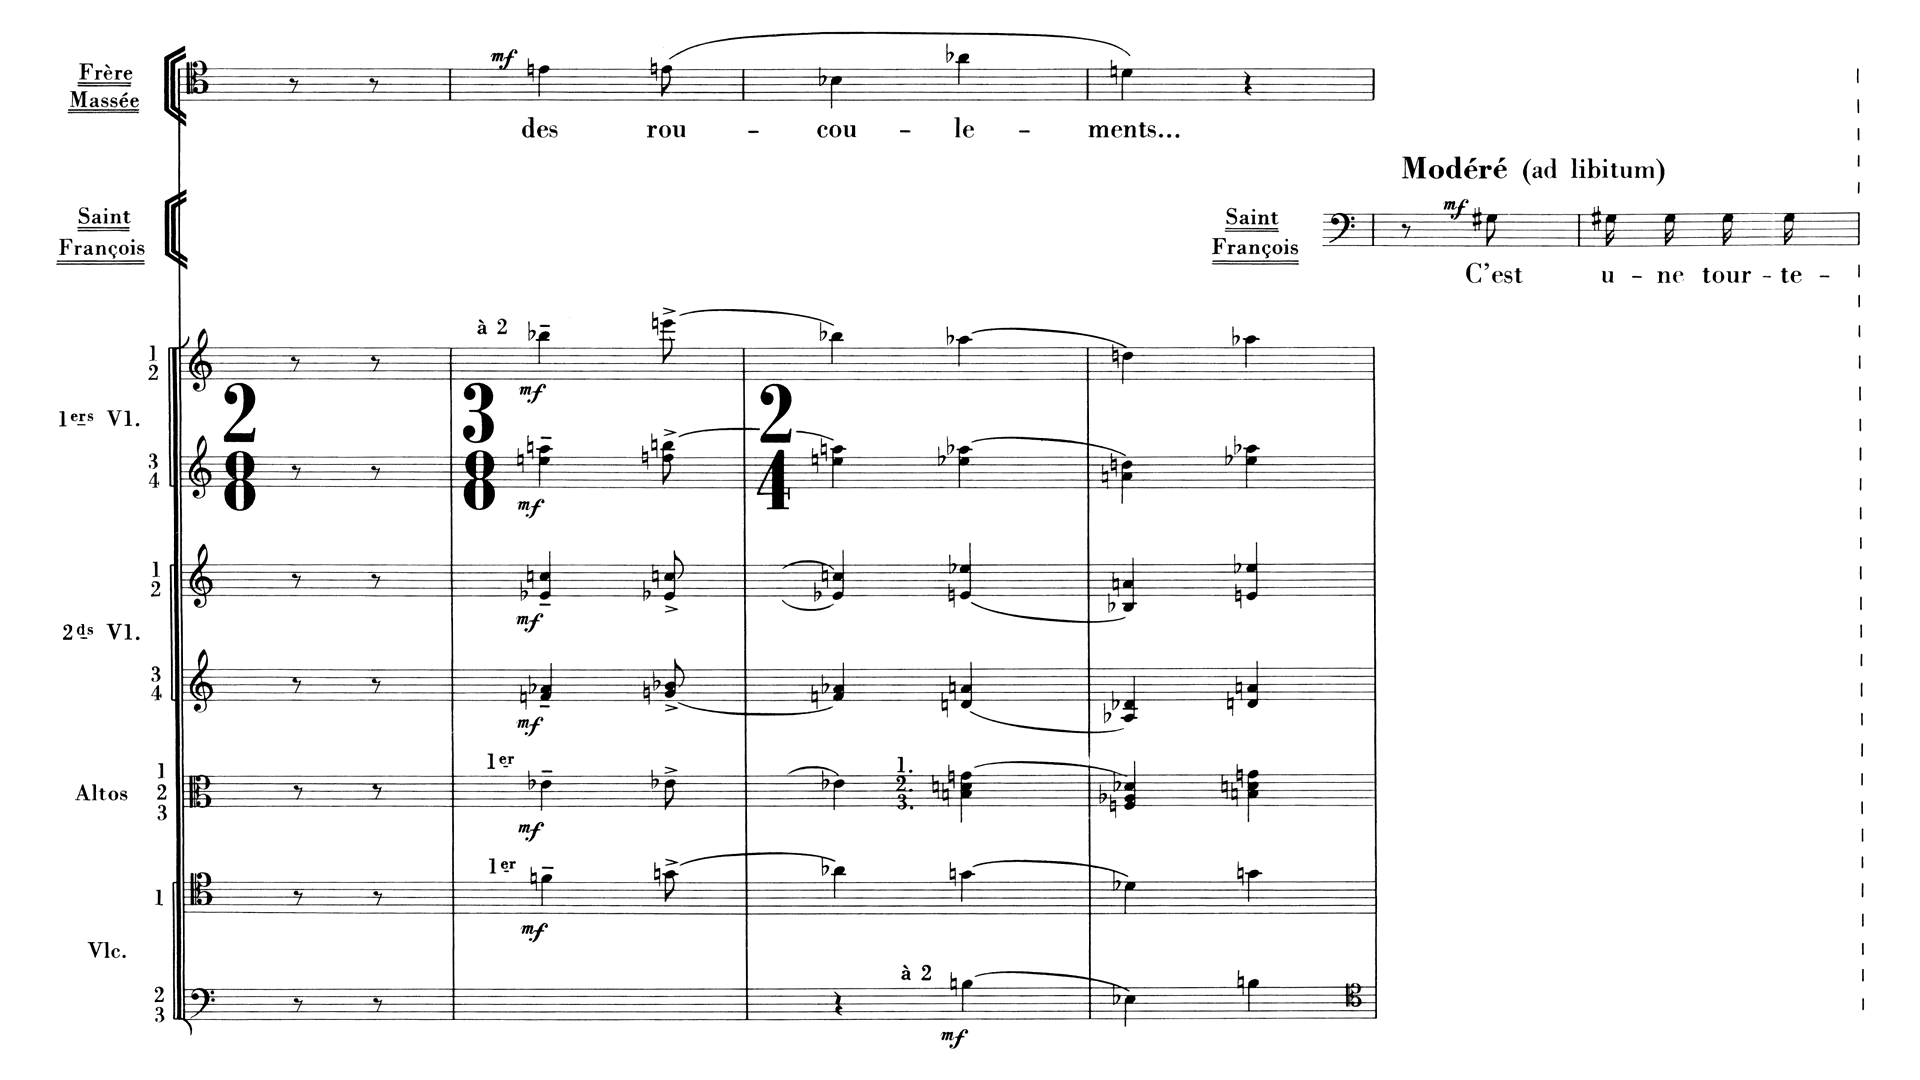 Frère
Massée
mf
des rou - cou - le - ments...
Modéré (ad libitum)
Saint
François
Saint
François
mf
C'est u - ne tour - te -
à 2
1
2
mf
2
8
3
8
2
4
1ers Vl.
3
4
mf
1
2
mf
2ds Vl.
3
4
mf
1er
1.
2.
3.
Altos
1
2
3
mf
1er
1
mf
Vlc.
à 2
2
3
mf